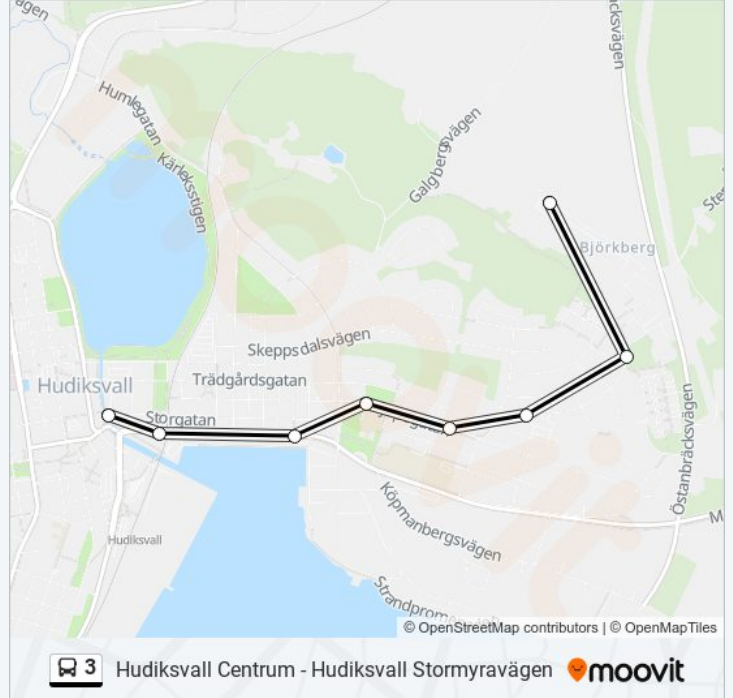 ägen
Humlegatan
Kärleksstigen
Galgbergsvägen
Björkberg
Skeppsdalsvägen
Trädgårdsgatan
Hudiksvall
Storgatan
Östanbräcksvägen
Köpmanbergsvägen
Hudiksvall
© OpenStreetMap contributors | © OpenMapTiles
3 Hudiksvall Centrum - Hudiksvall Stormyravägen moovit